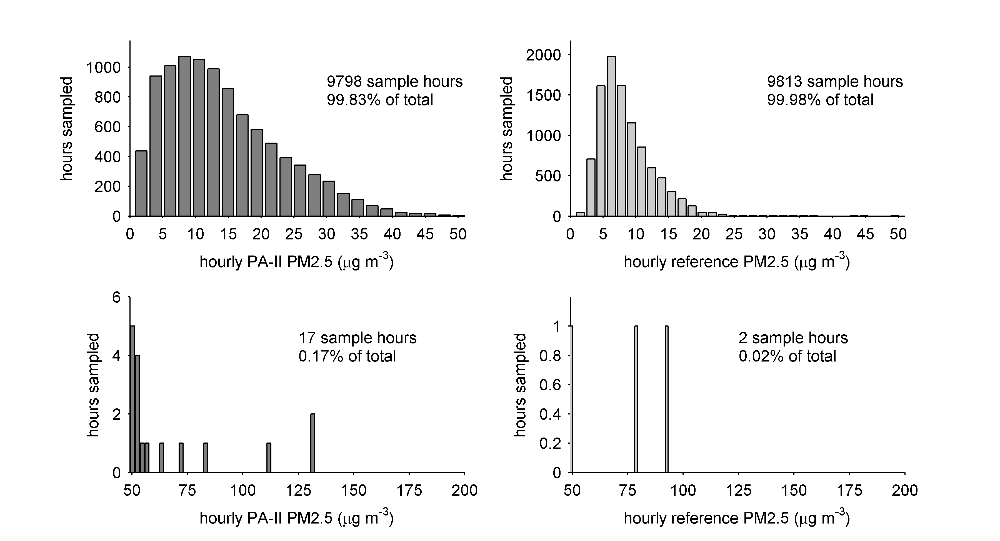 1000
800
600
400
200
0
hours sampled
9798 sample hours
99.83% of total
0 5 10 15 20 25 30 35 40 45 50
hourly PA-II PM2.5 (μg m⁻³)
2000
1500
1000
500
0
hours sampled
9813 sample hours
99.98% of total
0 5 10 15 20 25 30 35 40 45 50
hourly reference PM2.5 (μg m⁻³)
6
4
2
0
hours sampled
17 sample hours
0.17% of total
50 75 100 125 150 175 200
hourly PA-II PM2.5 (μg m⁻³)
1
0.8
0.6
0.4
0.2
0
hours sampled
2 sample hours
0.02% of total
50 75 100 125 150 175 200
hourly reference PM2.5 (μg m⁻³)